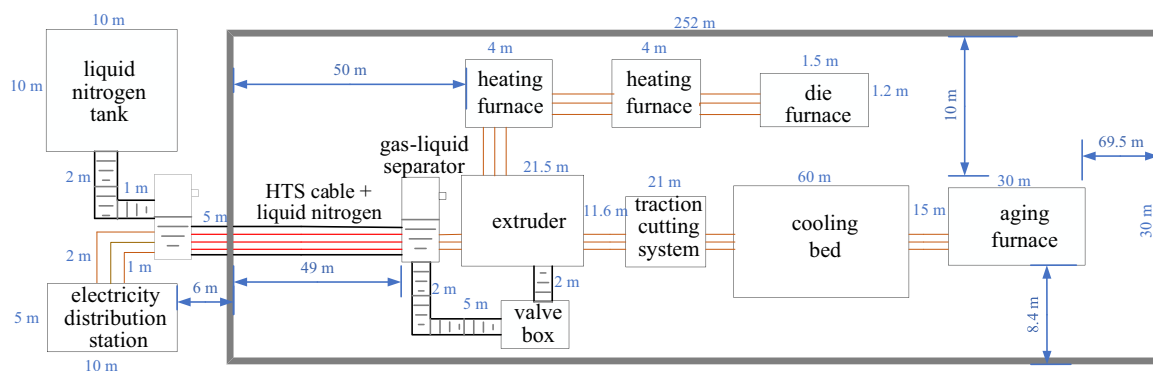 10 m
252 m
10 m
liquid
nitrogen
tank
50 m
4 m
heating
furnace
4 m
heating
furnace
1.5 m
die
furnace
1.2 m
10 m
69.5 m
2 m
1 m
gas-liquid
separator
HTS cable +
liquid nitrogen
5 m
21.5 m
extruder
11.6 m
21 m
traction
cutting
system
60 m
cooling
bed
15 m
30 m
aging
furnace
30 m
2 m
1 m
6 m
49 m
2 m
5 m
2 m
valve
box
8.4 m
5 m
electricity
distribution
station
10 m